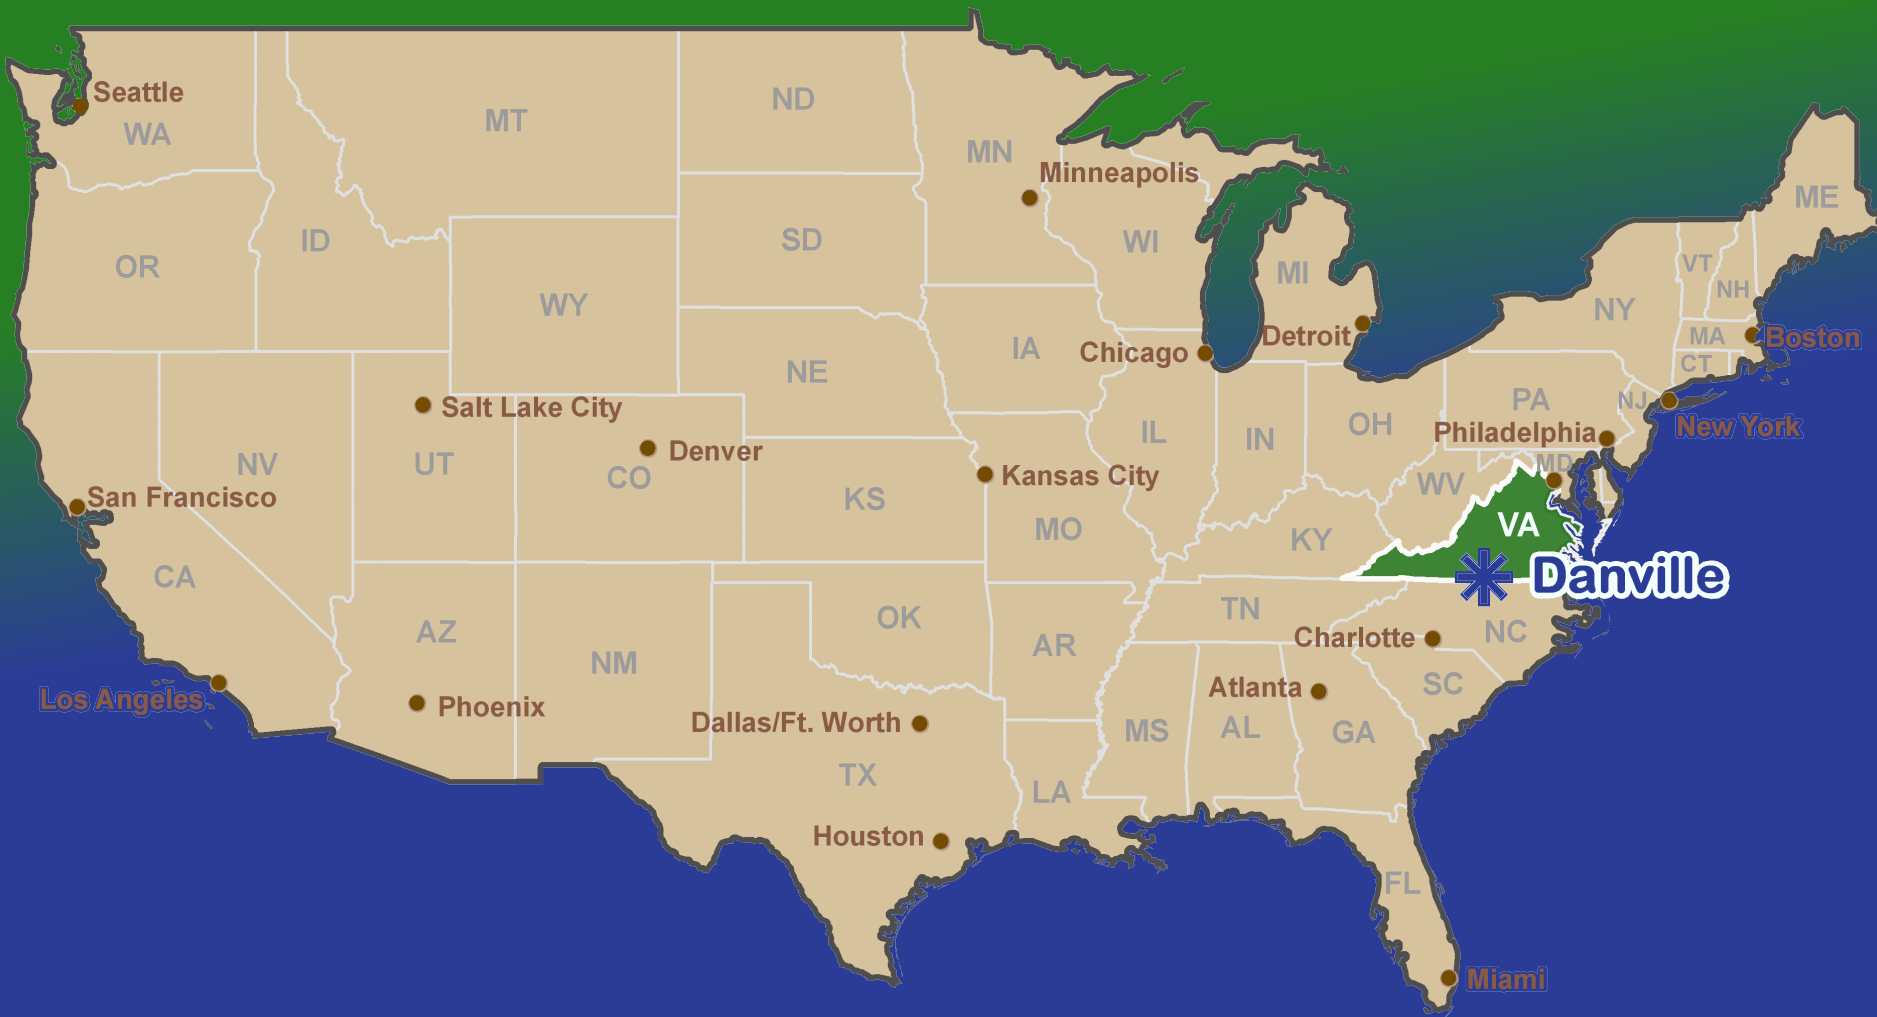 Seattle
WA
MT
ND
MN
Minneapolis
ME
OR
ID
SD
WI
MI
VT
NH
WY
NY
Detroit
MA
Boston
IA
Chicago
CT
NE
Salt Lake City
PA
NJ
New York
IL
IN
OH
Philadelphia
Denver
NV
UT
CO
Kansas City
WV
MD
San Francisco
KS
MO
KY
VA
CA
Danville
AZ
NM
OK
AR
TN
Charlotte
NC
Los Angeles
Phoenix
Atlanta
SC
Dallas/Ft. Worth
MS
AL
GA
TX
LA
Houston
FL
Miami